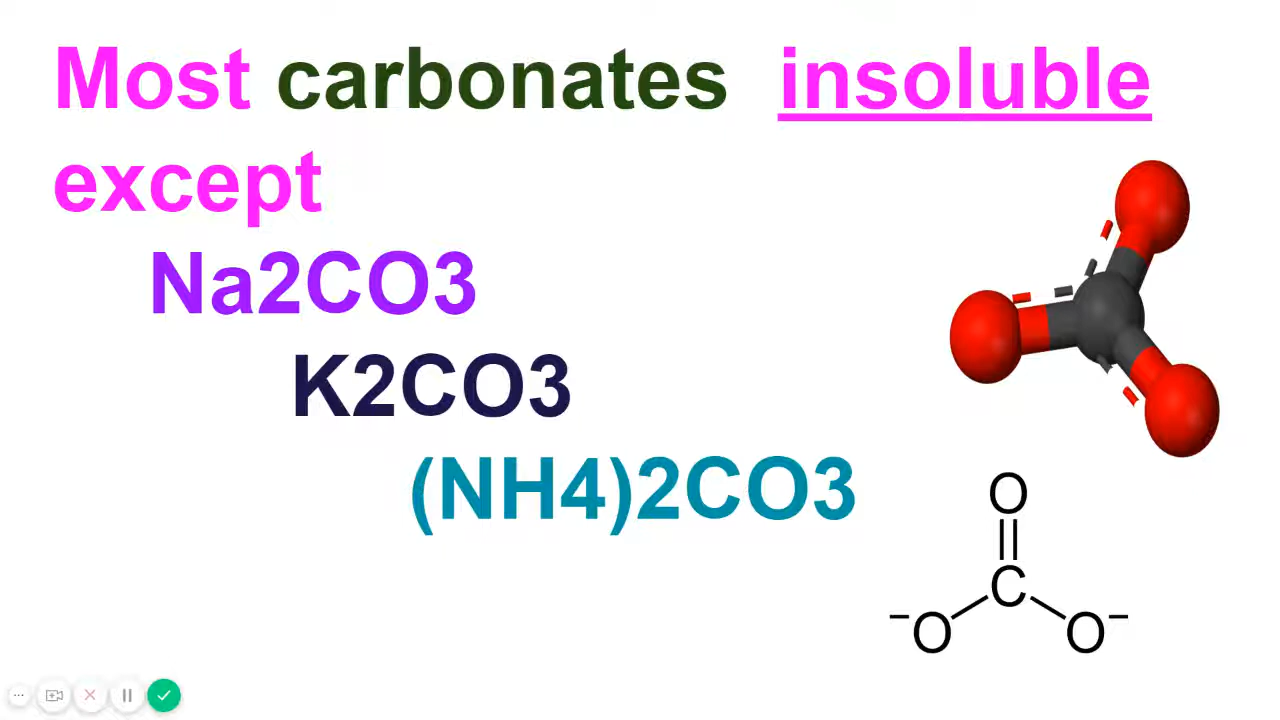 Most carbonates insoluble
except
Na2CO3
K2CO3
(NH4)2CO3
O
C
−O O−